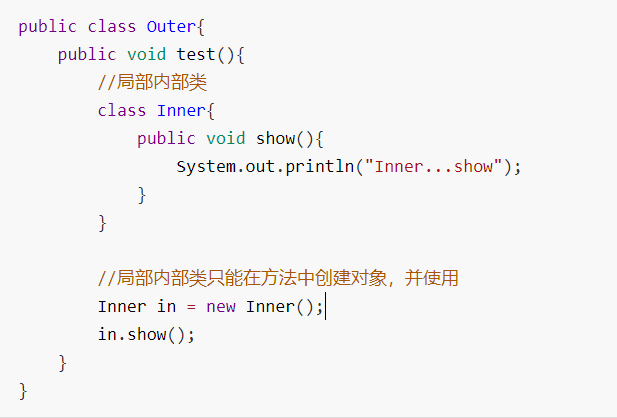 public class Outer{
    public void test(){
        //局部内部类
        class Inner{
            public void show(){
                System.out.println("Inner...show");
            }
        }

        //局部内部类只能在方法中创建对象，并使用
        Inner in = new Inner();
        in.show();
    }
}